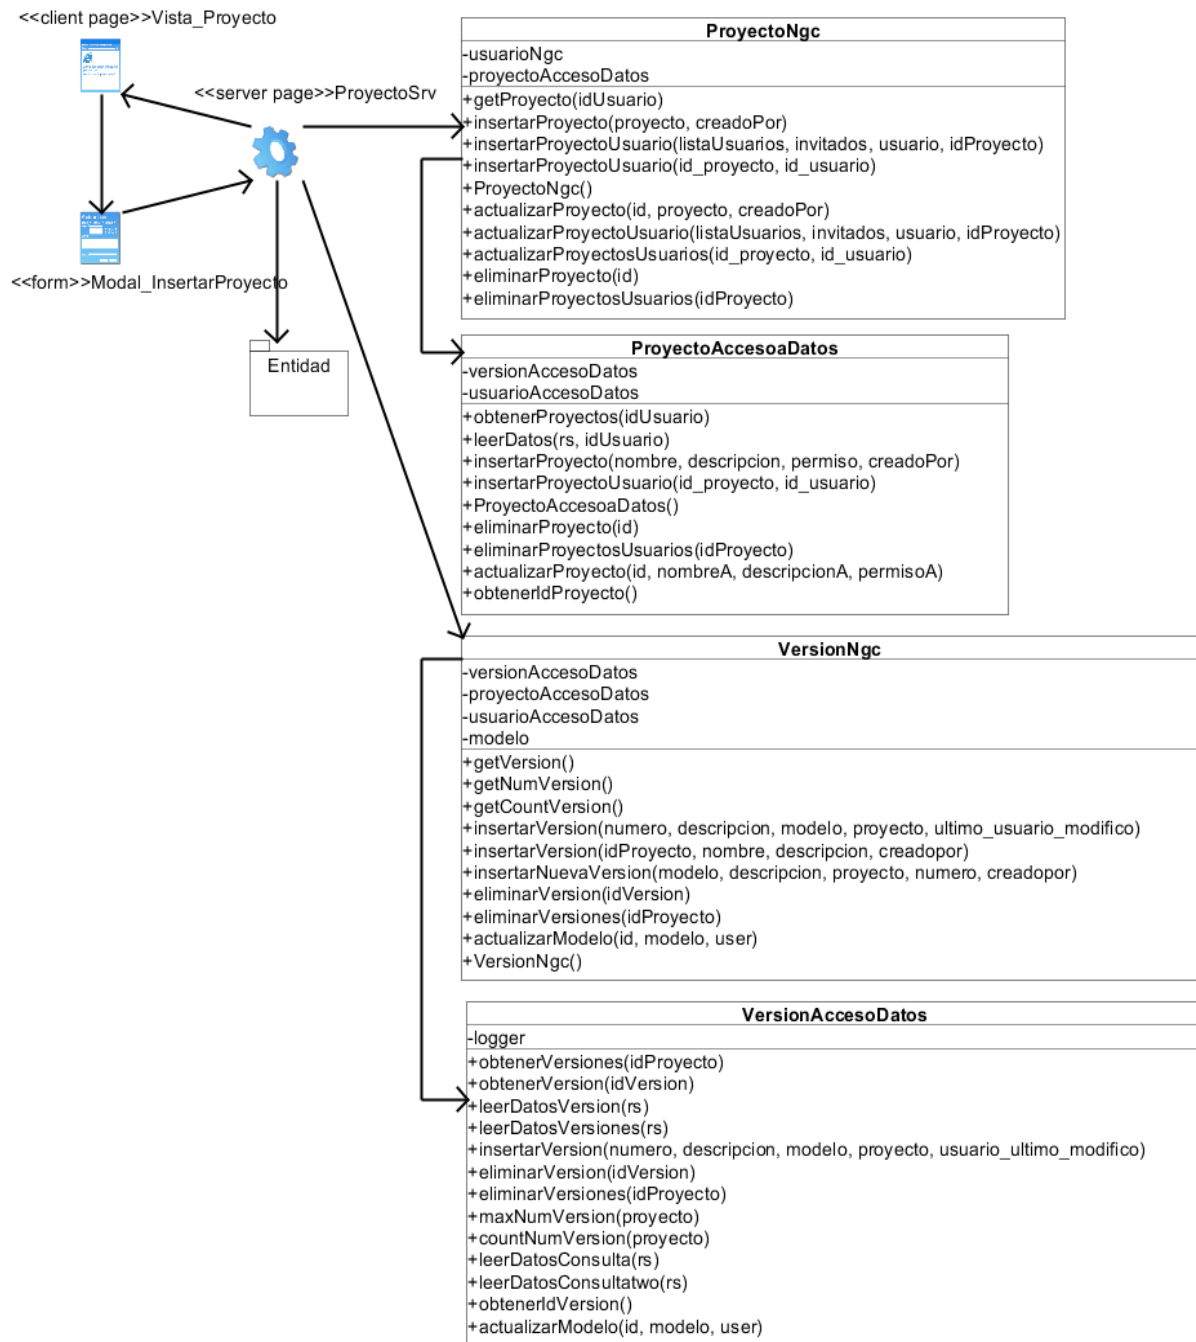 <<client page>>Vista_Proyecto
<<server page>>ProyectoSrv
<<form>>Modal_InsertarProyecto
Entidad
ProyectoNgc
-usuarioNgc
-proyectoAccesoDatos
+getProyecto(idUsuario)
+insertarProyecto(proyecto, creadoPor)
+insertarProyectoUsuario(listaUsuarios, invitados, usuario, idProyecto)
+insertarProyectoUsuario(id_proyecto, id_usuario)
+ProyectoNgc()
+actualizarProyecto(id, proyecto, creadoPor)
+actualizarProyectoUsuario(listaUsuarios, invitados, usuario, idProyecto)
+actualizarProyectosUsuarios(id_proyecto, id_usuario)
+eliminarProyecto(id)
+eliminarProyectosUsuarios(idProyecto)
ProyectoAccesoaDatos
-versionAccesoDatos
-usuarioAccesoDatos
+obtenerProyectos(idUsuario)
+leerDatos(rs, idUsuario)
+insertarProyecto(nombre, descripcion, permiso, creadoPor)
+insertarProyectoUsuario(id_proyecto, id_usuario)
+ProyectoAccesoaDatos()
+eliminarProyecto(id)
+eliminarProyectosUsuarios(idProyecto)
+actualizarProyecto(id, nombreA, descripcionA, permisoA)
+obtenerIdProyecto()
VersionNgc
-versionAccesoDatos
-proyectoAccesoDatos
-usuarioAccesoDatos
-modelo
+getVersion()
+getNumVersion()
+getCountVersion()
+insertarVersion(numero, descripcion, modelo, proyecto, ultimo_usuario_modifico)
+insertarVersion(idProyecto, nombre, descripcion, creadopor)
+insertarNuevaVersion(modelo, descripcion, proyecto, numero, creadopor)
+eliminarVersion(idVersion)
+eliminarVersiones(idProyecto)
+actualizarModelo(id, modelo, user)
+VersionNgc()
VersionAccesoDatos
-logger
+obtenerVersiones(idProyecto)
+obtenerVersion(idVersion)
+leerDatosVersion(rs)
+leerDatosVersiones(rs)
+insertarVersion(numero, descripcion, modelo, proyecto, usuario_ultimo_modifico)
+eliminarVersion(idVersion)
+eliminarVersiones(idProyecto)
+maxNumVersion(proyecto)
+countNumVersion(proyecto)
+leerDatosConsulta(rs)
+leerDatosConsultatwo(rs)
+obtenerIdVersion()
+actualizarModelo(id, modelo, user)